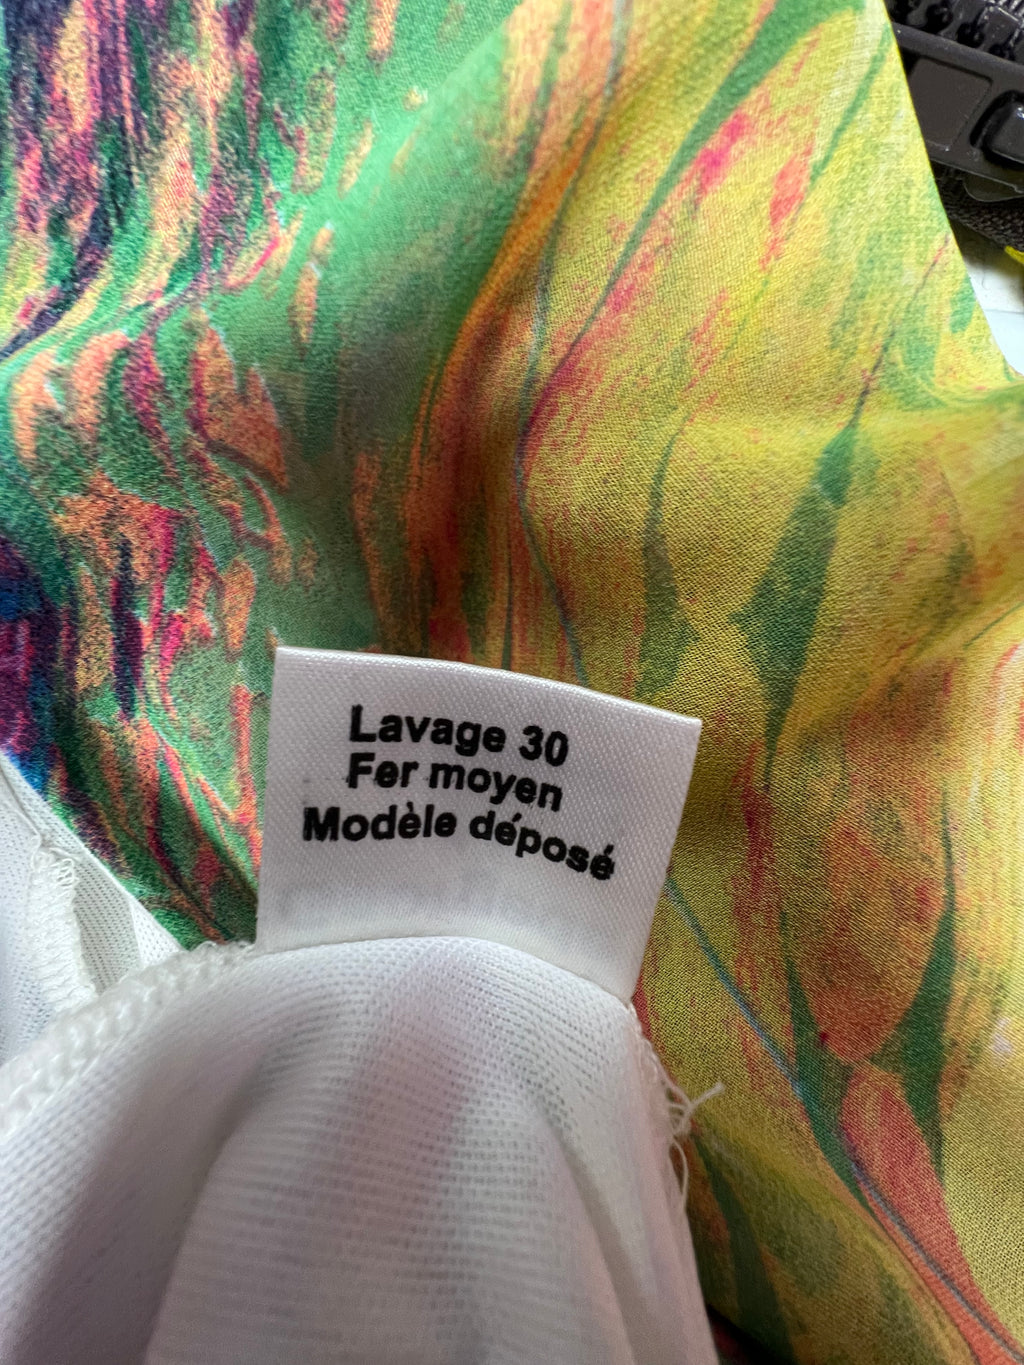 Lavage 30
Fer moyen
Modèle déposé